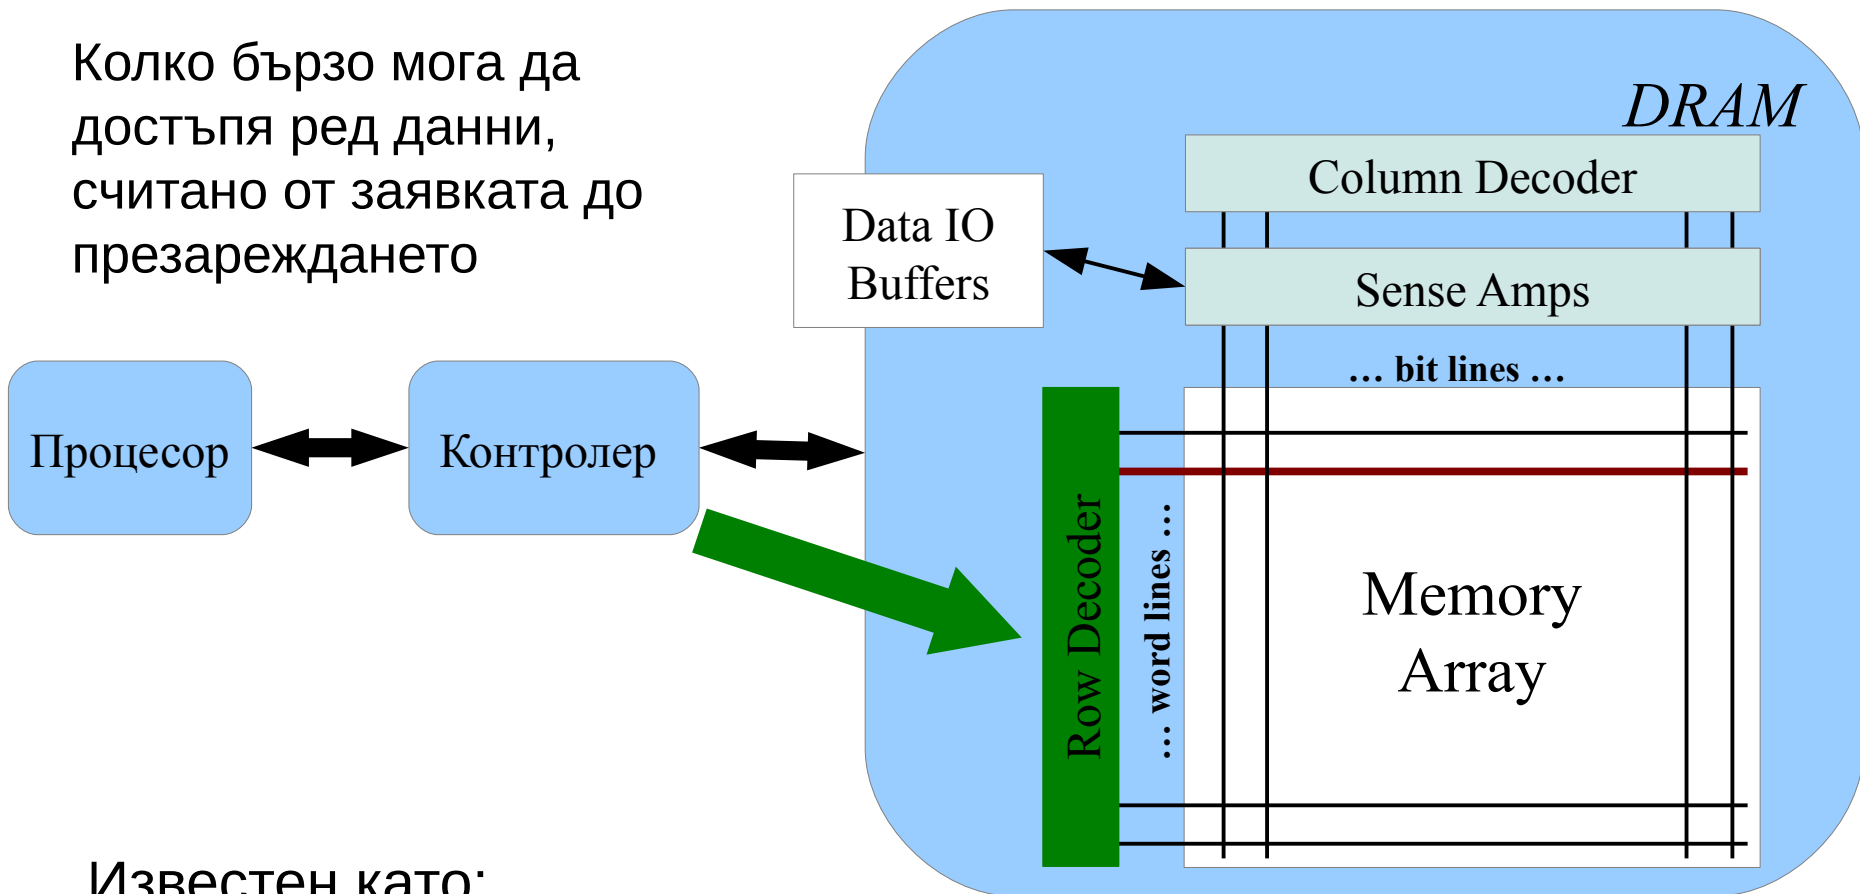 Колко бързо мога да
достъпя ред данни,
считано от заявката до
презареждането
DRAM
Column Decoder
Data IO
Buffers
Sense Amps
... bit lines ...
Процесор
Контролер
Row Decoder
... word lines ...
Memory
Array
Известен като: